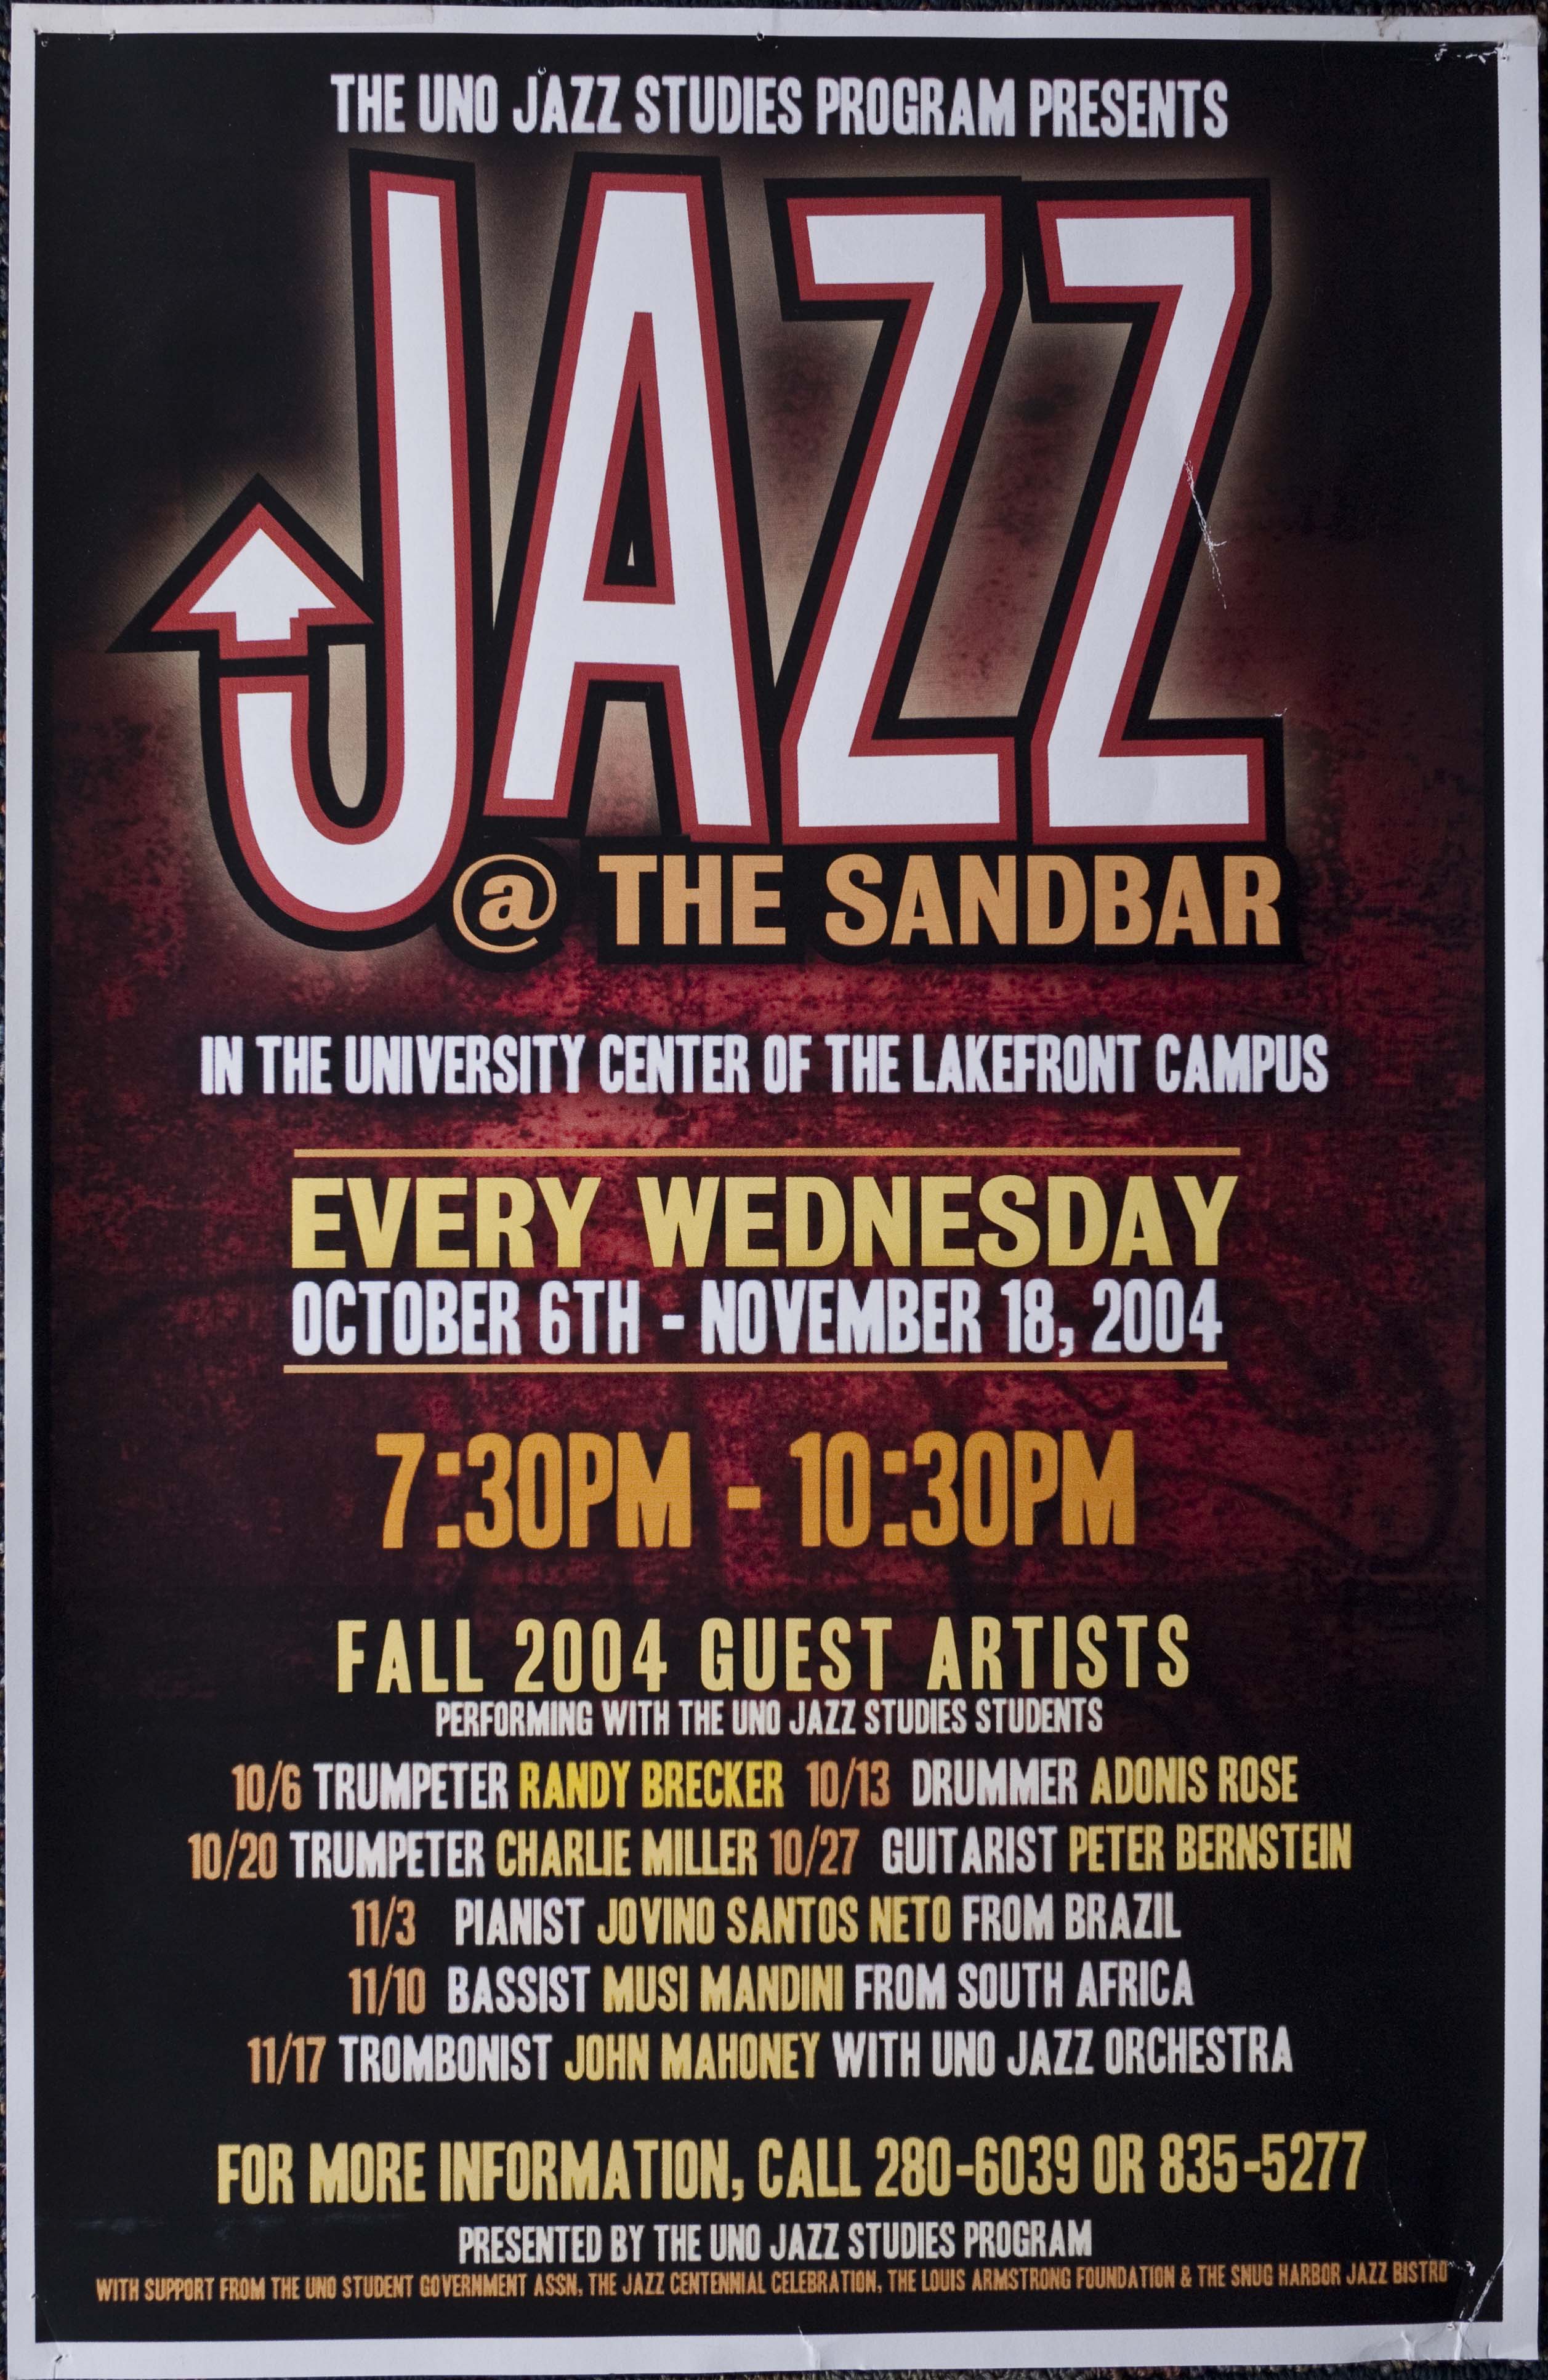 THE UNO JAZZ STUDIES PROGRAM PRESENTS
JAZZ
@ THE SANDBAR
IN THE UNIVERSITY CENTER OF THE LAKEFRONT CAMPUS
EVERY WEDNESDAY
OCTOBER 6TH - NOVEMBER 18, 2004
7:30PM - 10:30PM
FALL 2004 GUEST ARTISTS
PERFORMING WITH THE UNO JAZZ STUDIES STUDENTS
10/6 TRUMPETER RANDY BRECKER 10/13 DRUMMER ADONIS ROSE
10/20 TRUMPETER CHARLIE MILLER 10/27 GUITARIST PETER BERNSTEIN
11/3 PIANIST JOVINO SANTOS NETO FROM BRAZIL
11/10 BASSIST MUSI MANDINI FROM SOUTH AFRICA
11/17 TROMBONIST JOHN MAHONEY WITH UNO JAZZ ORCHESTRA
FOR MORE INFORMATION, CALL 280-6039 OR 835-5277
PRESENTED BY THE UNO JAZZ STUDIES PROGRAM
WITH SUPPORT FROM THE UNO STUDENT GOVERNMENT ASSN, THE JAZZ CENTENNIAL CELEBRATION, THE LOUIS ARMSTRONG FOUNDATION & THE SNUG HARBOR JAZZ BISTRO